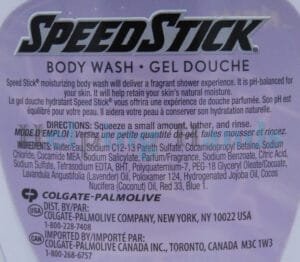 SPEED STICK®
BODY WASH • GEL DOUCHE
Speed Stick® moisturizing body wash will deliver a fragrant shower experience. It is pH-balanced for
your skin. It will help retain your skin's natural moisture.
Le gel douche hydratant Speed Stick® vous offrira une expérience de douche parfumée. Son pH est
équilibré pour votre peau. Il aidera votre peau à conserver son hydratation naturelle.
DIRECTIONS: Squeeze a small amount, lather, and rinse.
MODE D'EMPLOI: Versez une petite quantité de gel, faites mousser et rincez.
INGREDIENTS: Water/Eau, Sodium C12-13 Pareth Sulfate, Cocamidopropyl Betaine, Sodium
Chloride, Cocamide MEA, Sodium Salicylate, Parfum/Fragrance, Sodium Benzoate, Citric Acid,
Sodium Sulfate, Tetrasodium EDTA, BHT, Polyquaternium-7, PEG-18 Glyceryl Oleate/Cocoate,
Lavandula Angustifolia (Lavender) Oil, Poloxamer 124, Hydrogenated Jojoba Oil, Cocos
Nucifera (Coconut) Oil, Red 33, Blue 1.
COLGATE-PALMOLIVE
DIST. BY/PAR:
USA COLGATE-PALMOLIVE COMPANY, NEW YORK, NY 10022 USA
1-800-228-7408
IMPORTED BY/IMPORTÉ PAR:
CAN COLGATE-PALMOLIVE CANADA INC., TORONTO, CANADA M3C 1W3
1-800-268-6757